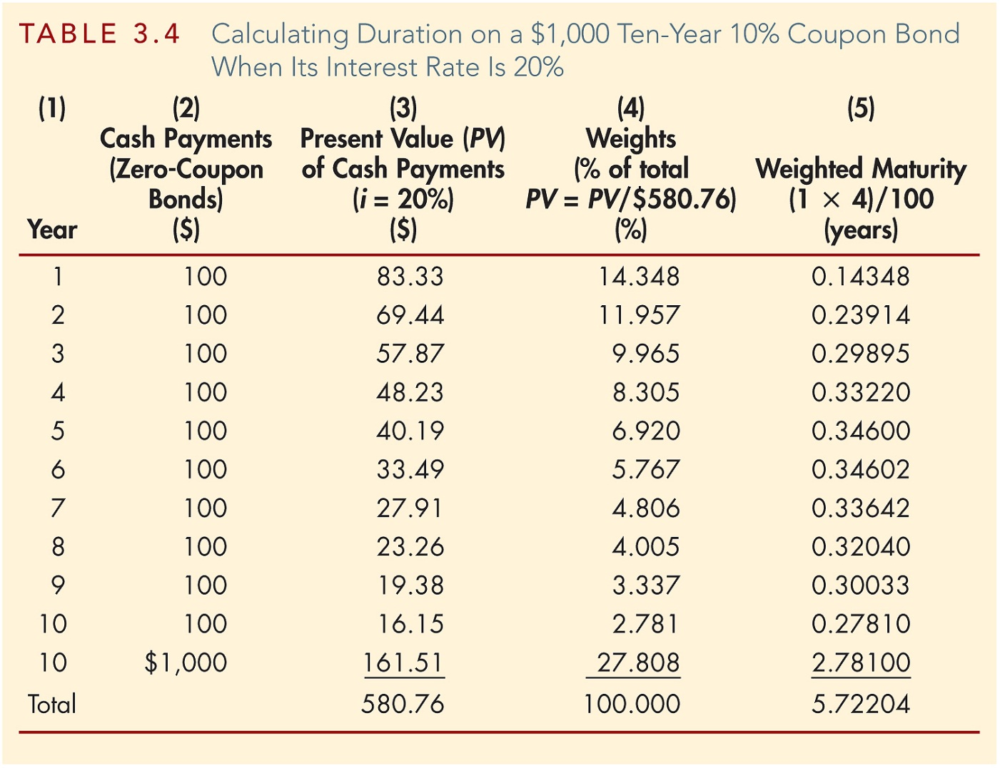 TABLE 3.4 Calculating Duration on a $1,000 Ten-Year 10% Coupon Bond
When Its Interest Rate Is 20%
(1) (2) (3) (4) (5)
Cash Payments Present Value (PV) Weights
(Zero-Coupon of Cash Payments (% of total Weighted Maturity
Bonds) (i = 20%) PV = PV/$580.76) (1 × 4)/100
Year ($) ($) (%) (years)
1 100 83.33 14.348 0.14348
2 100 69.44 11.957 0.23914
3 100 57.87 9.965 0.29895
4 100 48.23 8.305 0.33220
5 100 40.19 6.920 0.34600
6 100 33.49 5.767 0.34602
7 100 27.91 4.806 0.33642
8 100 23.26 4.005 0.32040
9 100 19.38 3.337 0.30033
10 100 16.15 2.781 0.27810
10 $1,000 161.51 27.808 2.78100
Total 580.76 100.000 5.72204